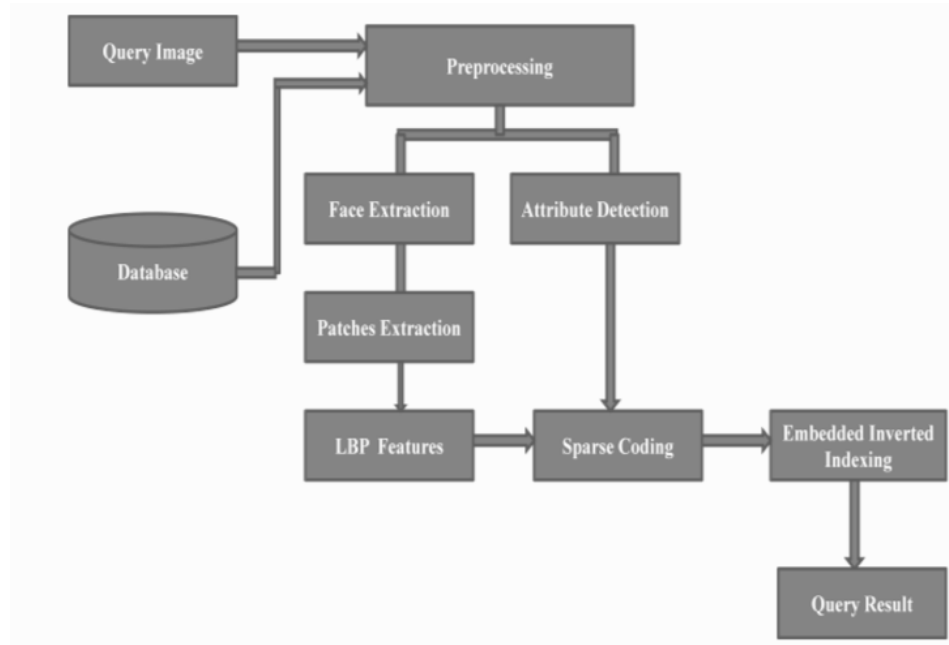 Query Image
Preprocessing
Face Extraction
Attribute Detection
Database
Patches Extraction
LBP Features
Sparse Coding
Embedded Inverted
Indexing
Query Result